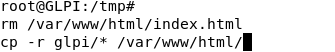 root@GLPI:/tmp#
rm /var/www/html/index.html
cp -r glpi/* /var/www/html/